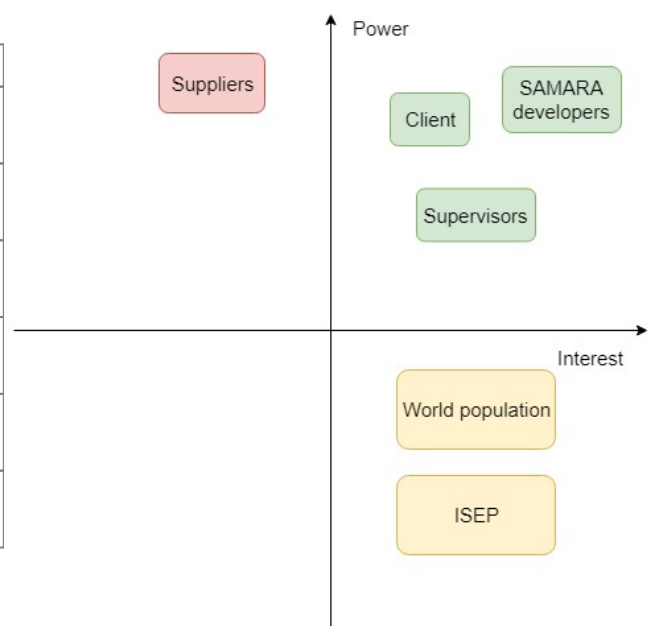 Power
Suppliers
Client
SAMARA
developers
Supervisors
Interest
World population
ISEP